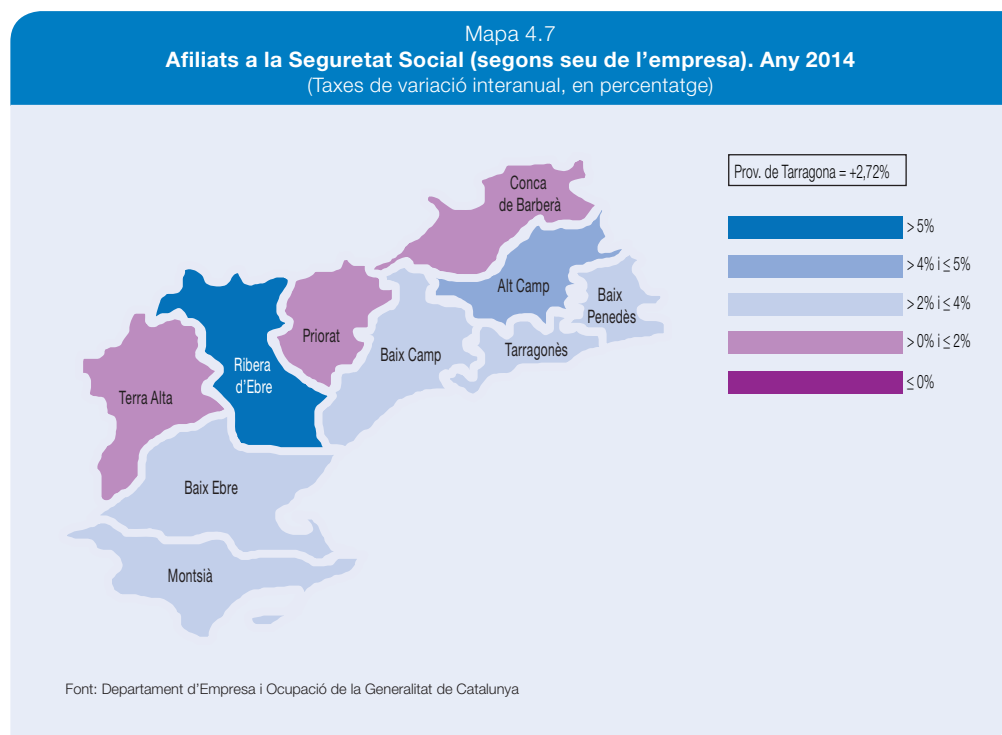 Mapa 4.7
Afiliats a la Seguretat Social (segons seu de l’empresa). Any 2014
(Taxes de variació interanual, en percentatge)
Prov. de Tarragona = +2,72%
> 5%
> 4% i ≤ 5%
> 2% i ≤ 4%
> 0% i ≤ 2%
≤ 0%
Conca
de Barberà
Alt Camp
Baix
Penedès
Priorat
Baix Camp
Tarragonès
Ribera
d’Ebre
Terra Alta
Baix Ebre
Montsià
Font: Departament d’Empresa i Ocupació de la Generalitat de Catalunya